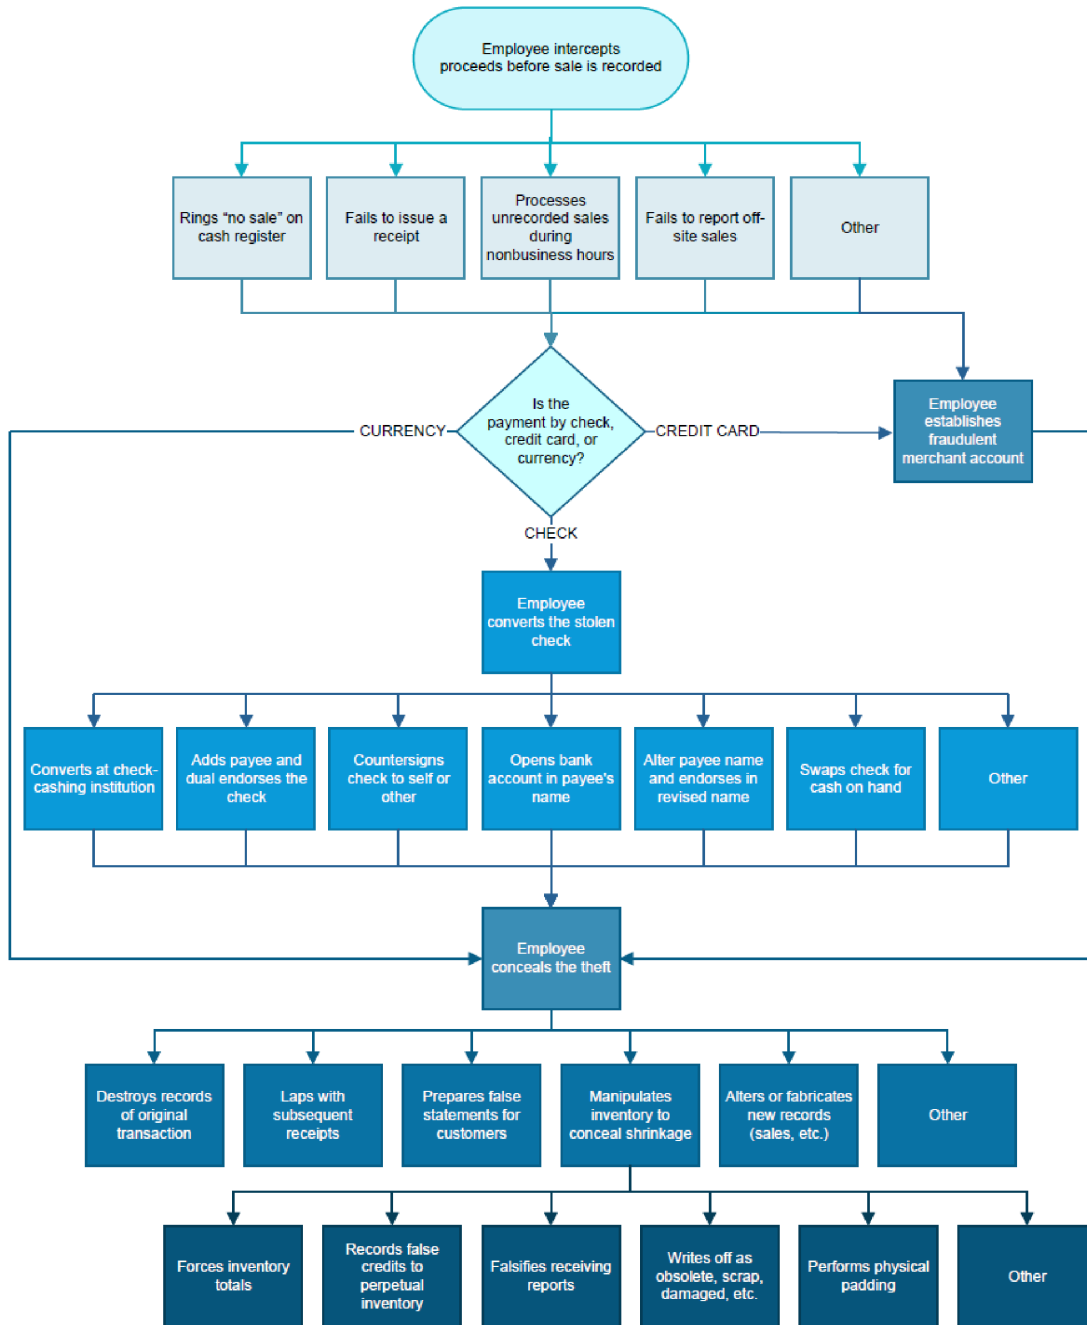 Employee intercepts
proceeds before sale is recorded
Rings “no sale” on
cash register
Fails to issue a
receipt
Processes
unrecorded sales
during
nonbusiness hours
Fails to report off-
site sales
Other
Is the
payment by check,
credit card, or
currency?
CURRENCY
CREDIT CARD
Employee
establishes
fraudulent
merchant account
CHECK
Employee
converts the stolen
check
Converts at check-
cashing institution
Adds payee and
dual endorses the
check
Countersigns
check to self or
other
Opens bank
account in payee's
name
Alter payee name
and endorses in
revised name
Swaps check for
cash on hand
Other
Employee
conceals the theft
Destroys records
of original
transaction
Laps with
subsequent
receipts
Prepares false
statements for
customers
Manipulates
inventory to
conceal shrinkage
Alters or fabricates
new records
(sales, etc.)
Other
Forces inventory
totals
Records false
credits to
perpetual
inventory
Falsifies receiving
reports
Writes off as
obsolete, scrap,
damaged, etc.
Performs physical
padding
Other